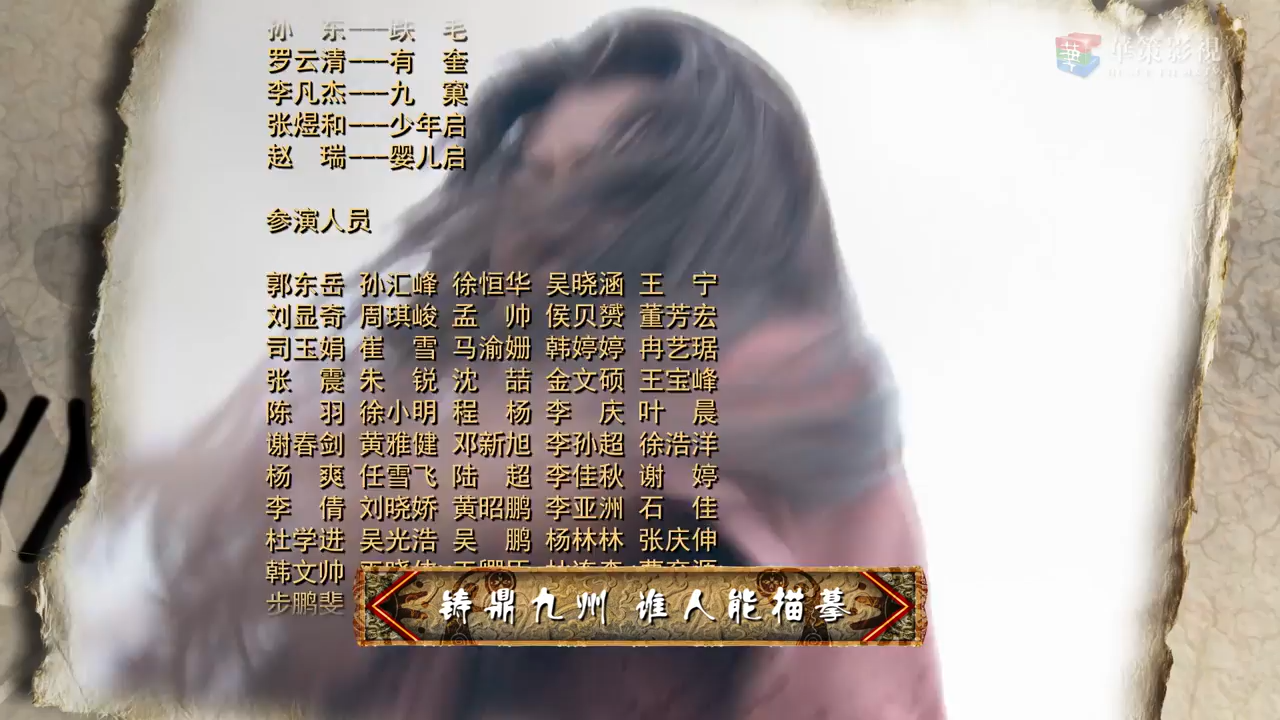 孙　东——蚨　毛
罗云清——有　奎
李凡杰——九　窠
张煜和——少年启
赵　瑞——婴儿启
華策影視
参演人员
郭东岳 孙汇峰 徐恒华 吴晓涵 王　宁
刘显奇 周琪峻 孟　帅 侯贝赟 董芳宏
司玉娟 崔　雪 马渝姗 韩婷婷 冉艺琚
张　震 朱　锐 沈　喆 金文硕 王宝峰
陈　羽 徐小明 程　杨 李　庆 叶　晨
谢春剑 黄雅健 邓新旭 李孙超 徐浩洋
杨　爽 任雪飞 陆　超 李佳秋 谢　婷
李　倩 刘晓娇 黄昭鹏 李亚洲 石　佳
杜学进 吴光浩 吴　鹏 杨林林 张庆伸
韩文帅
步鹏斐
铸鼎九州 谁人能描摹